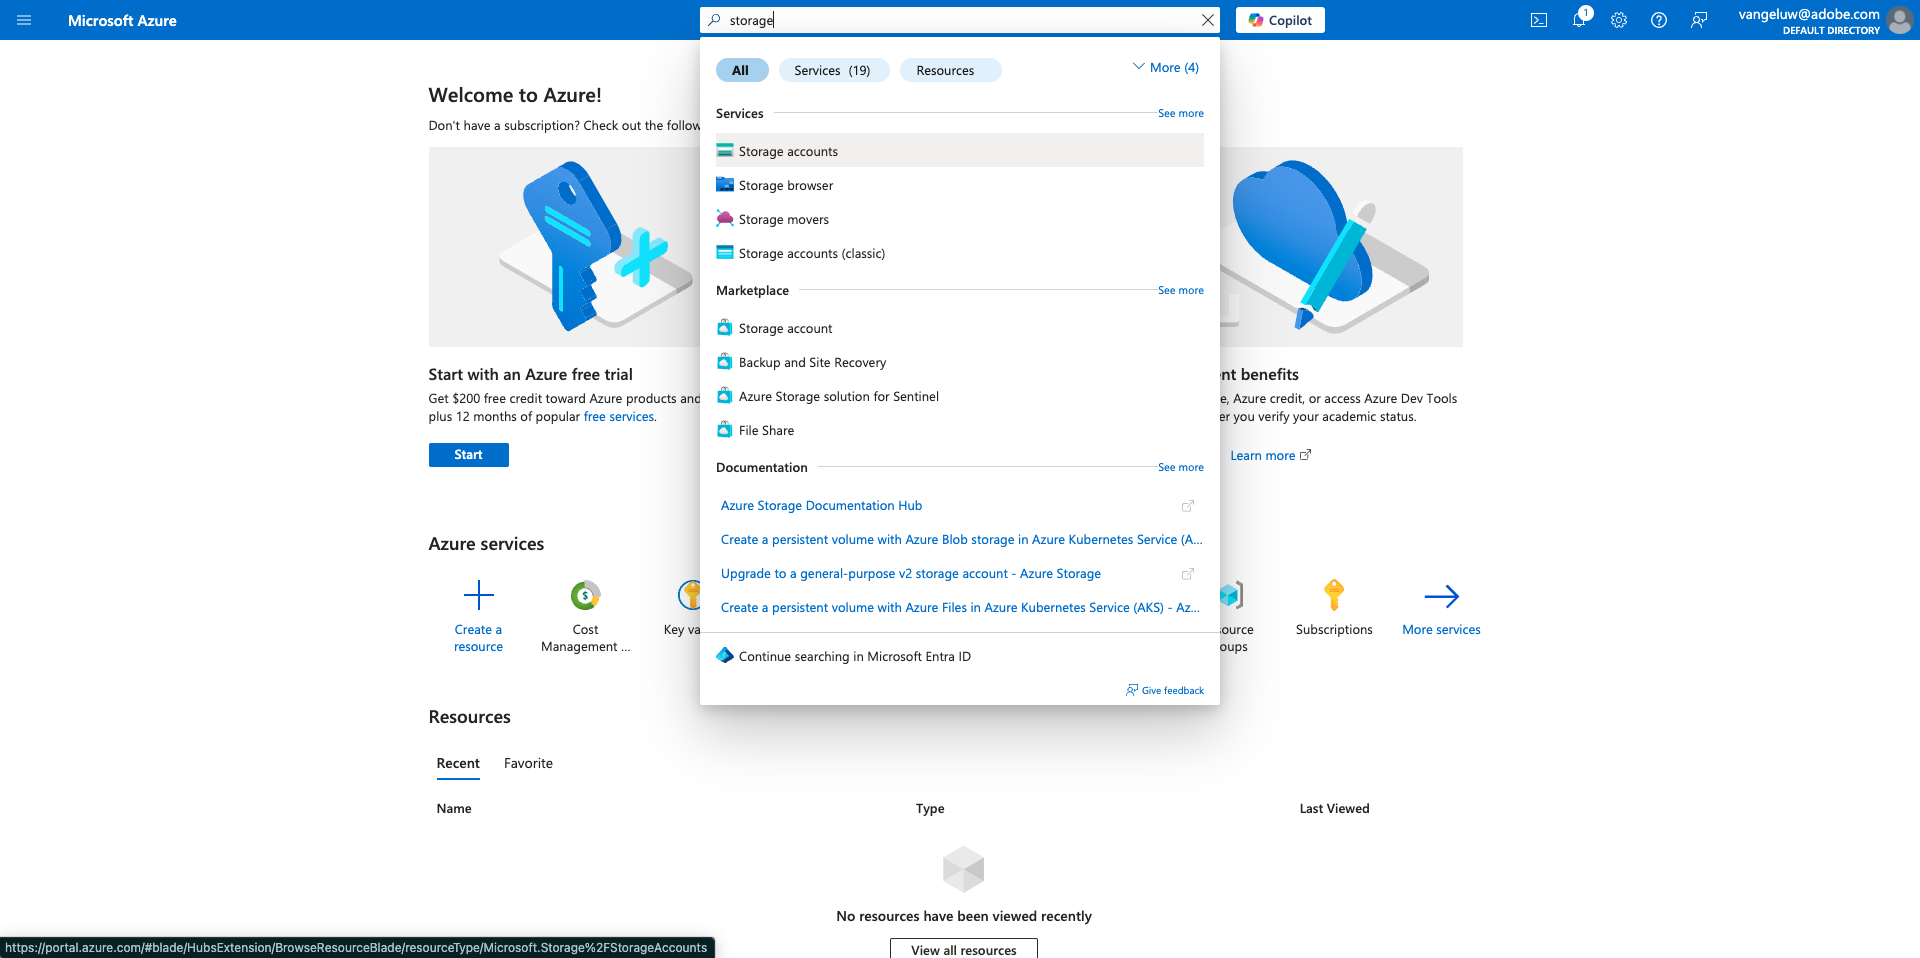 Microsoft Azure
storage
Copilot
1
vangeluw@adobe.com
DEFAULT DIRECTORY
All
Services (19)
Resources
More (4)
Services
See more
Storage accounts
Storage browser
Storage movers
Storage accounts (classic)
Marketplace
See more
Storage account
Backup and Site Recovery
Azure Storage solution for Sentinel
File Share
Documentation
See more
Azure Storage Documentation Hub
Create a persistent volume with Azure Blob storage in Azure Kubernetes Service (A...
Upgrade to a general-purpose v2 storage account - Azure Storage
Create a persistent volume with Azure Files in Azure Kubernetes Service (AKS) - Az...
Continue searching in Microsoft Entra ID
Give feedback
Welcome to Azure!
Don't have a subscription? Check out the follow
Start with an Azure free trial
Get $200 free credit toward Azure products and
plus 12 months of popular free services.
Start
nt benefits
e, Azure credit, or access Azure Dev Tools
er you verify your academic status.
Learn more
Azure services
Create a
resource
Cost
Management ...
Key va
ource
oups
Subscriptions
More services
Resources
Recent
Favorite
Name
Type
Last Viewed
No resources have been viewed recently
View all resources
https://portal.azure.com/#blade/HubsExtension/BrowseResourceBlade/resourceType/Microsoft.Storage%2FStorageAccounts